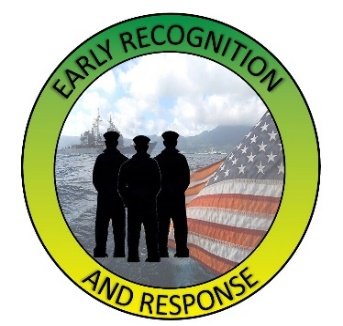 EARLY RECOGNITION
AND RESPONSE